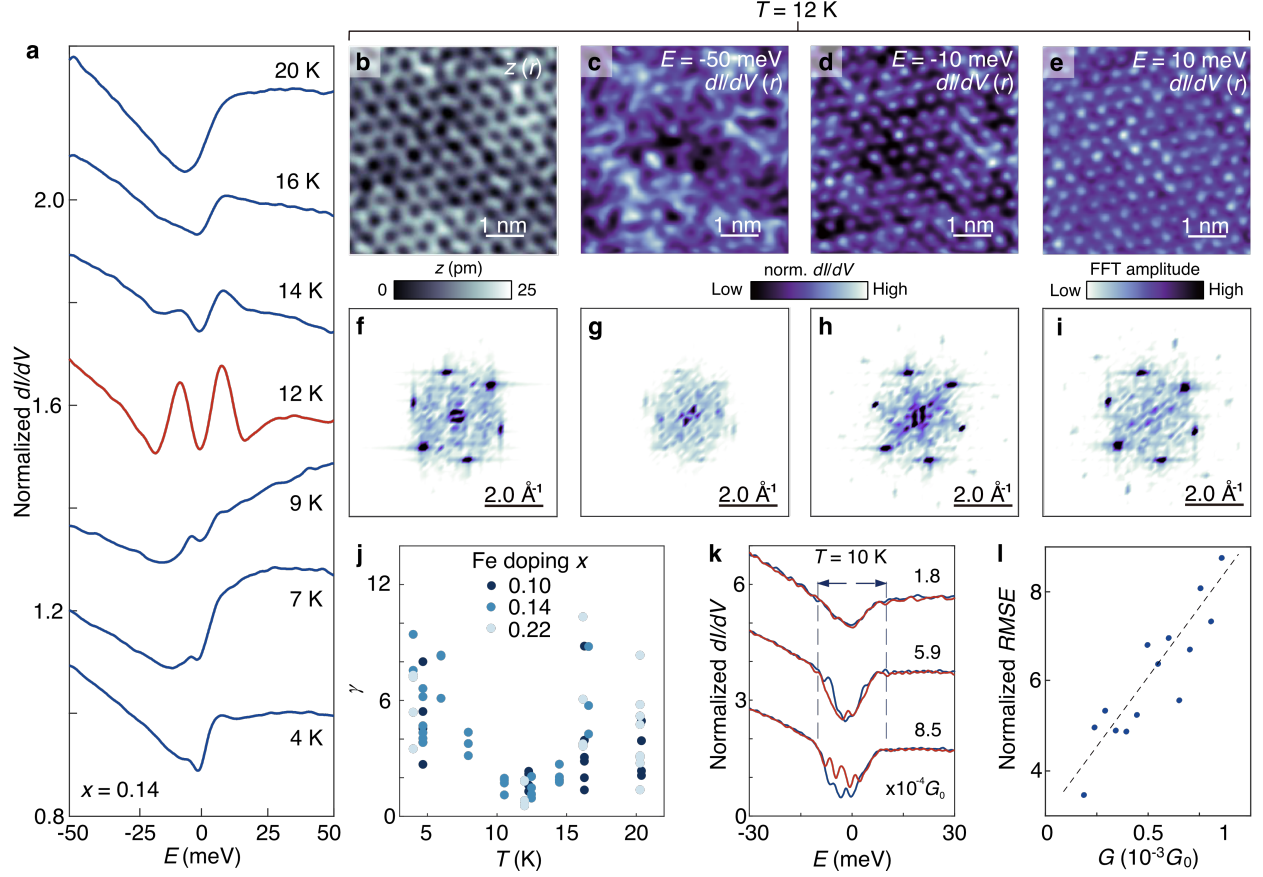 T = 12 K
a
20 K
16 K
14 K
12 K
9 K
7 K
4 K
x = 0.14
Normalized dI/dV
2.0
1.6
1.2
0.8
-50
-25
0
25
50
E (meV)
b
z (r)
1 nm
c
E = -50 meV
dI/dV (r)
1 nm
d
E = -10 meV
dI/dV (r)
1 nm
e
E = 10 meV
dI/dV (r)
1 nm
z (pm)
0
25
norm. dI/dV
Low
High
FFT amplitude
Low
High
f
2.0 Å⁻¹
g
2.0 Å⁻¹
h
2.0 Å⁻¹
i
2.0 Å⁻¹
j
Fe doping x
0.10
0.14
0.22
γ
12
6
0
5
10
15
20
T (K)
k
T = 10 K
1.8
5.9
8.5
x10⁻⁴G₀
Normalized dI/dV
6
3
0
-30
0
30
E (meV)
l
Normalized RMSE
8
6
4
0
0.5
1
G (10⁻³G₀)